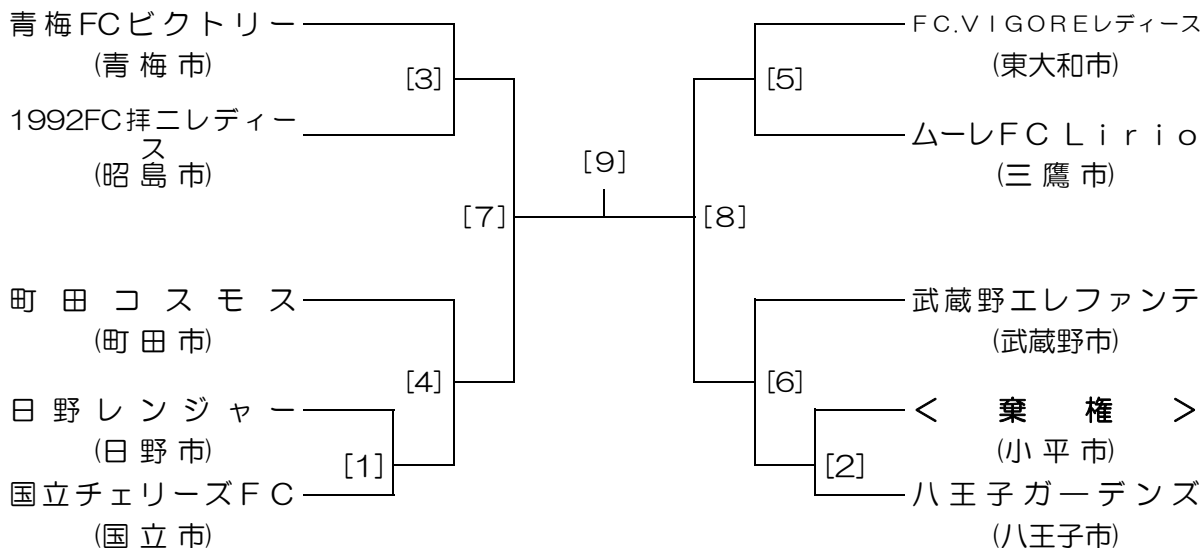 青梅FCビクトリー
(青梅市)
[3]
1992FC拝ニレディー
ス
(昭島市)
[7]
町田コスモス
(町田市)
[4]
日野レンジャー
(日野市)
[1]
国立チェリーズFC
(国立市)
[9]
FC.VIGOREレディース
(東大和市)
[5]
ムーレFC Lirio
(三鷹市)
[8]
武蔵野エレファンテ
(武蔵野市)
[6]
< 棄権 >
(小平市)
[2]
八王子ガーデンズ
(八王子市)